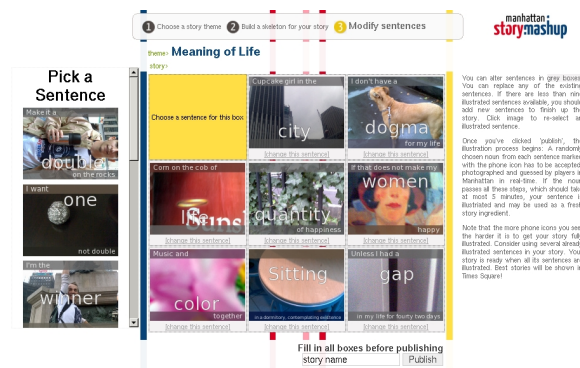 1 Choose a story theme 2 Build a skeleton for your story 3 Modify sentences
manhattan
storymashup
theme> Meaning of Life
story>
Pick a
Sentence
Make it a
double
on the rocks
I want
one
not double
I'm the
winner
Choose a sentence for this box
Cupcake girl in the
city
[change this sentence]
I don't have a
dogma
for my life
[change this sentence]
Corn on the cob of
life
[change this sentence]
quantity
of happiness
[change this sentence]
If that does not make my
women
happy
[change this sentence]
Music and
color
together
[change this sentence]
Sitting
in a dormitory, contemplating existence
[change this sentence]
Unless I had a
gap
in my life for fourty two days
[change this sentence]
You can alter sentences in grey boxes.
You can replace any of the existing
sentences. If there are less than nine
illustrated sentences available, you should
add new sentences to finish up the
story. Click image to re-select an
illustrated sentence.
Once you've clicked 'publish', the
illustration process begins: A randomly
chosen noun from each sentence marked
with the phone icon has to be accepted,
photographed and guessed by players in
Manhattan in real-time. If the noun
passes all these steps, which should take
at most 5 minutes, your sentence is
illustrated and may be used as a fresh
story ingredient.
Note that the more phone icons you see
the harder it is to get your story fully
illustrated. Consider using several already
illustrated sentences in your story. Your
story is ready when all its sentences are
illustrated. Best stories will be shown in
Times Square!
Fill in all boxes before publishing
story name Publish